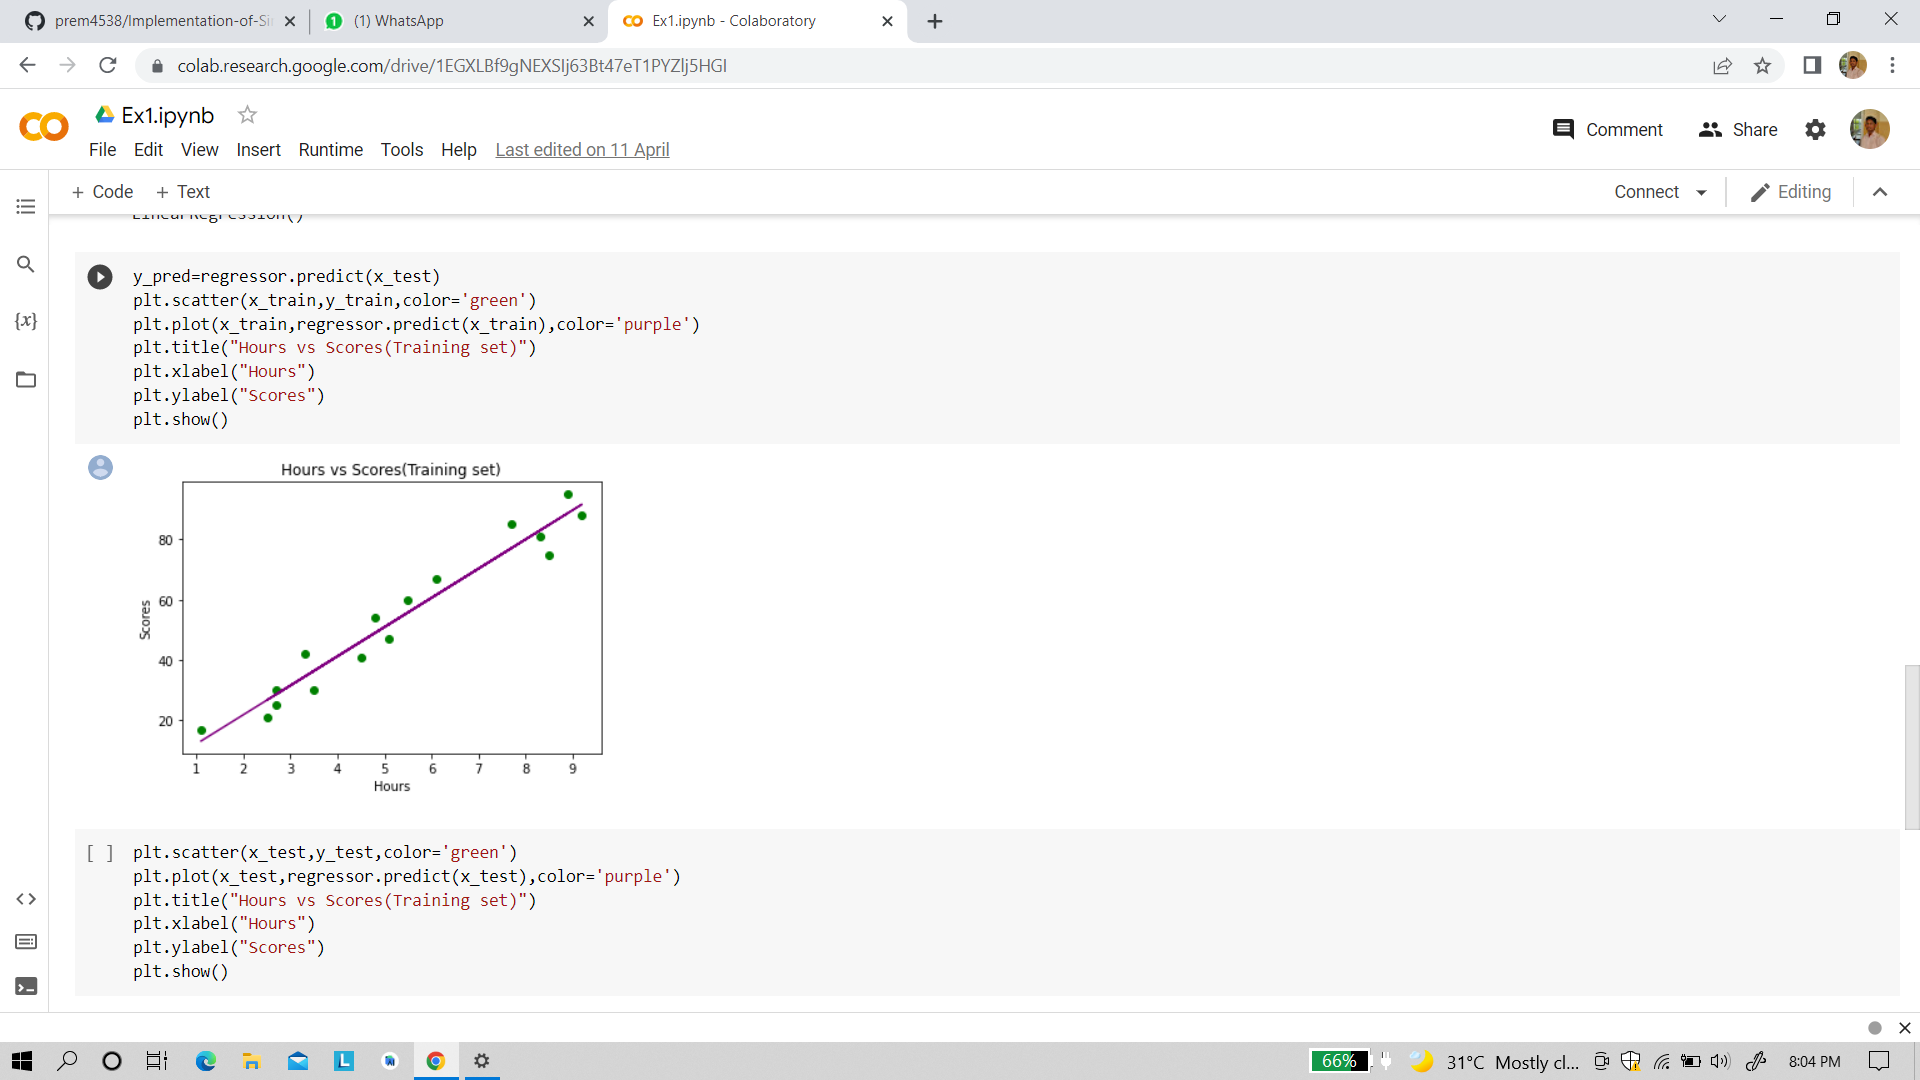 prem4538/Implementation-of-Si
(1) WhatsApp
Ex1.ipynb - Colaboratory
colab.research.google.com/drive/1EGXLBf9gNEXSIj63Bt47eT1PYZlj5HGI
Ex1.ipynb
File Edit View Insert Runtime Tools Help Last edited on 11 April
Comment Share
+ Code + Text
Connect Editing
LinearRegression()
y_pred=regressor.predict(x_test)
plt.scatter(x_train,y_train,color='green')
plt.plot(x_train,regressor.predict(x_train),color='purple')
plt.title("Hours vs Scores(Training set)")
plt.xlabel("Hours")
plt.ylabel("Scores")
plt.show()
Hours vs Scores(Training set)
80
60
40
20
Scores
1 2 3 4 5 6 7 8 9
Hours
[ ] plt.scatter(x_test,y_test,color='green')
plt.plot(x_test,regressor.predict(x_test),color='purple')
plt.title("Hours vs Scores(Training set)")
plt.xlabel("Hours")
plt.ylabel("Scores")
plt.show()
66% 31°C Mostly cl... 8:04 PM